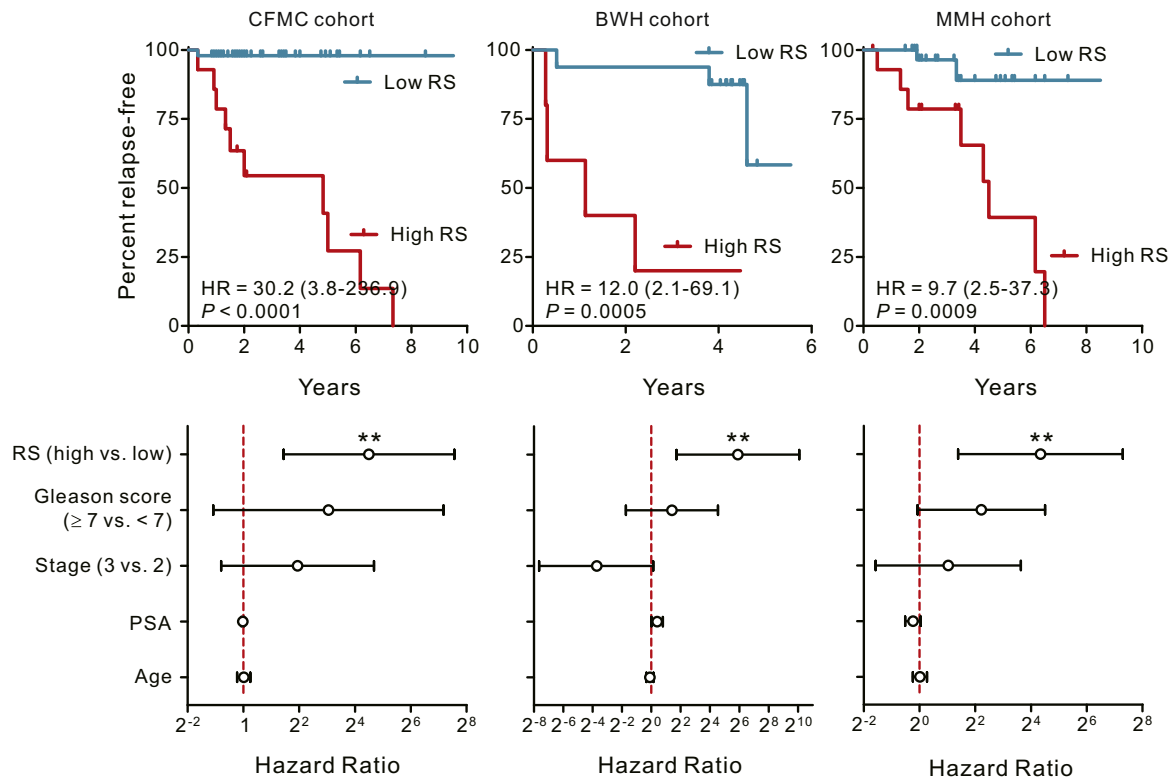 CFMC cohort
BWH cohort
MMH cohort
Percent relapse-free
100
75
50
25
0
Low RS
High RS
HR = 30.2 (3.8-236.9)
P < 0.0001
0 2 4 6 8 10
Years
100
75
50
25
0
Low RS
High RS
HR = 12.0 (2.1-69.1)
P = 0.0005
0 2 4 6
Years
100
75
50
25
0
Low RS
High RS
HR = 9.7 (2.5-37.3)
P = 0.0009
0 2 4 6 8 10
Years
RS (high vs. low)
Gleason score
(≥ 7 vs. < 7)
Stage (3 vs. 2)
PSA
Age
**
2⁻² 1 2² 2⁴ 2⁶ 2⁸
Hazard Ratio
**
2⁻⁸ 2⁻⁶ 2⁻⁴ 2⁻² 2⁰ 2² 2⁴ 2⁶ 2⁸ 2¹⁰
Hazard Ratio
**
2⁻² 2⁰ 2² 2⁴ 2⁶ 2⁸
Hazard Ratio